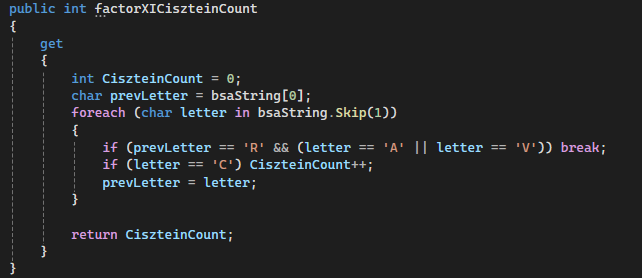 public int factorXICiszteinCount
{
    get
    {
        int CiszteinCount = 0;
        char prevLetter = bsaString[0];
        foreach (char letter in bsaString.Skip(1))
        {
            if (prevLetter == 'R' && (letter == 'A' || letter == 'V')) break;
            if (letter == 'C') CiszteinCount++;
            prevLetter = letter;
        }

        return CiszteinCount;
    }
}